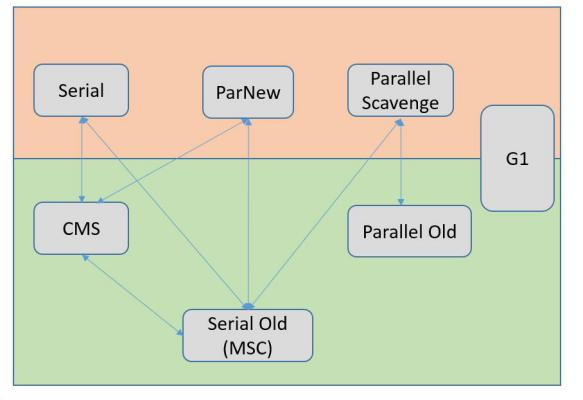 Serial
ParNew
Parallel
Scavenge
G1
CMS
Parallel Old
Serial Old
(MSC)